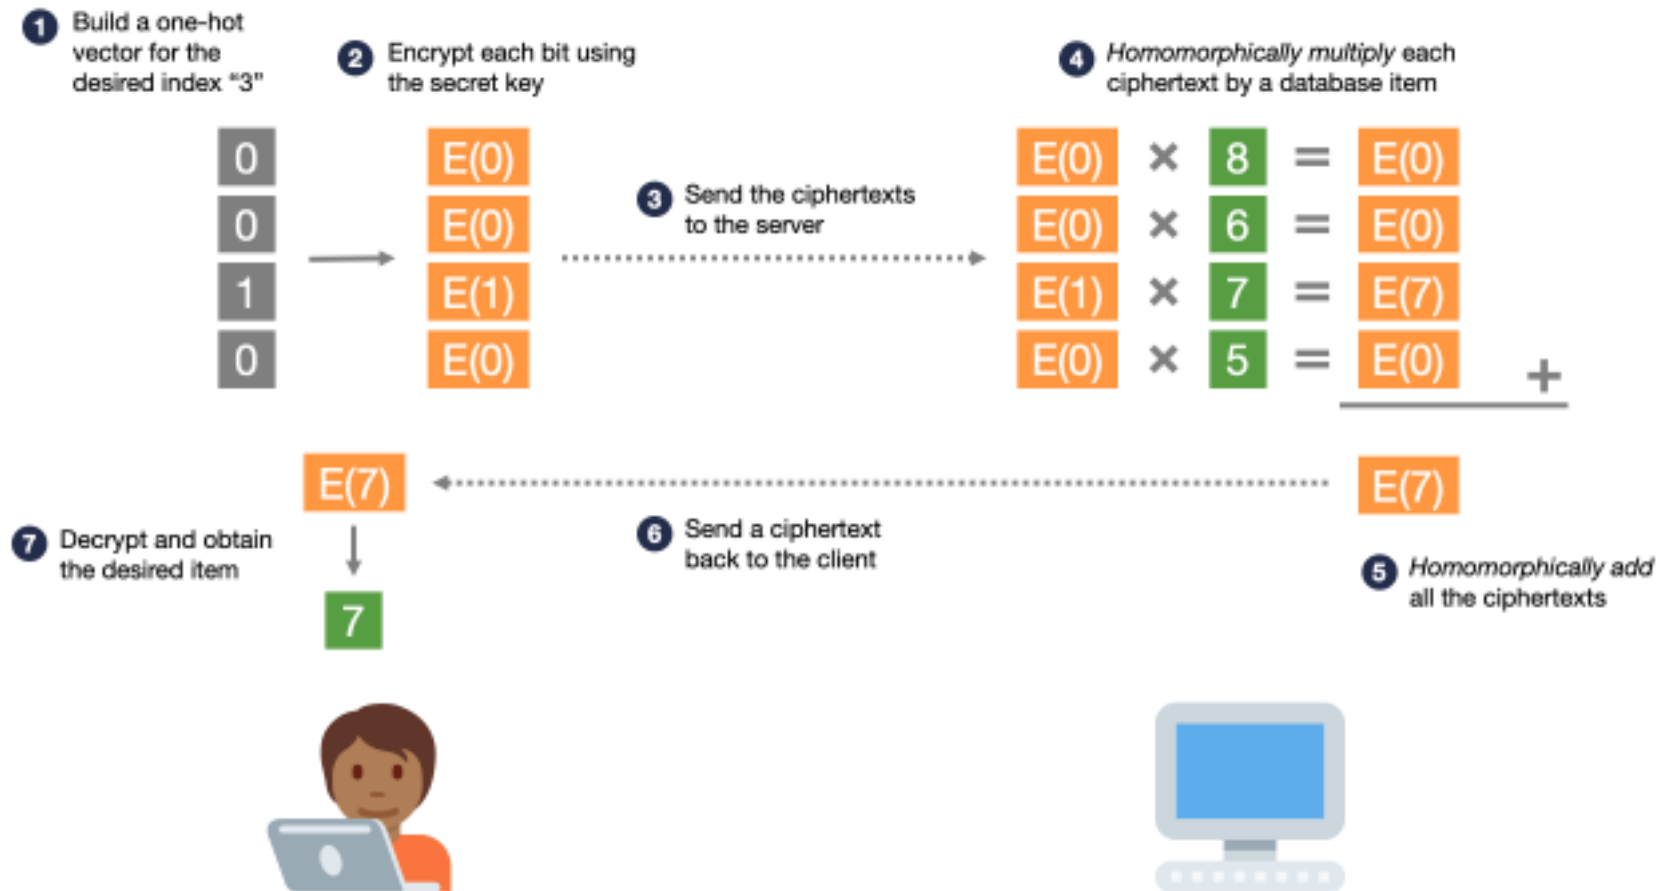 1 Build a one-hot
vector for the
desired index “3”
2 Encrypt each bit using
the secret key
0
0
1
0
E(0)
E(0)
E(1)
E(0)
3 Send the ciphertexts
to the server
4 Homomorphically multiply each
ciphertext by a database item
E(0) × 8 = E(0)
E(0) × 6 = E(0)
E(1) × 7 = E(7)
E(0) × 5 = E(0)
+
E(7)
5 Homomorphically add
all the ciphertexts
6 Send a ciphertext
back to the client
E(7)
7 Decrypt and obtain
the desired item
7